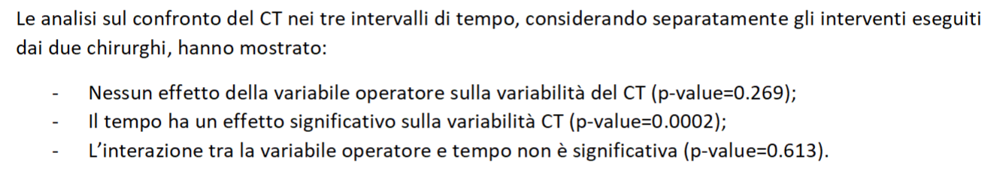 Le analisi sul confronto del CT nei tre intervalli di tempo, considerando separatamente gli interventi eseguiti
dai due chirurghi, hanno mostrato:
- Nessun effetto della variabile operatore sulla variabilità del CT (p-value=0.269);
- Il tempo ha un effetto significativo sulla variabilità CT (p-value=0.0002);
- L’interazione tra la variabile operatore e tempo non è significativa (p-value=0.613).